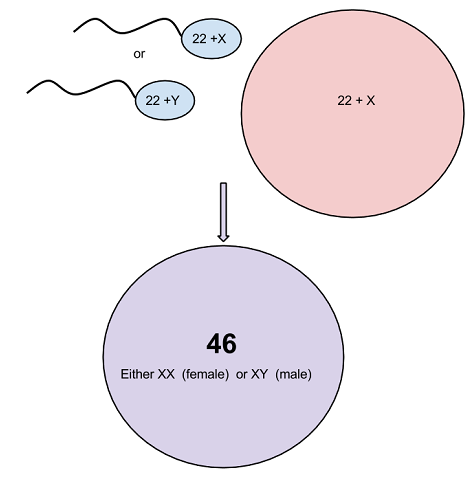 22 +X
or
22 +Y
22 + X
46
Either XX (female) or XY (male)